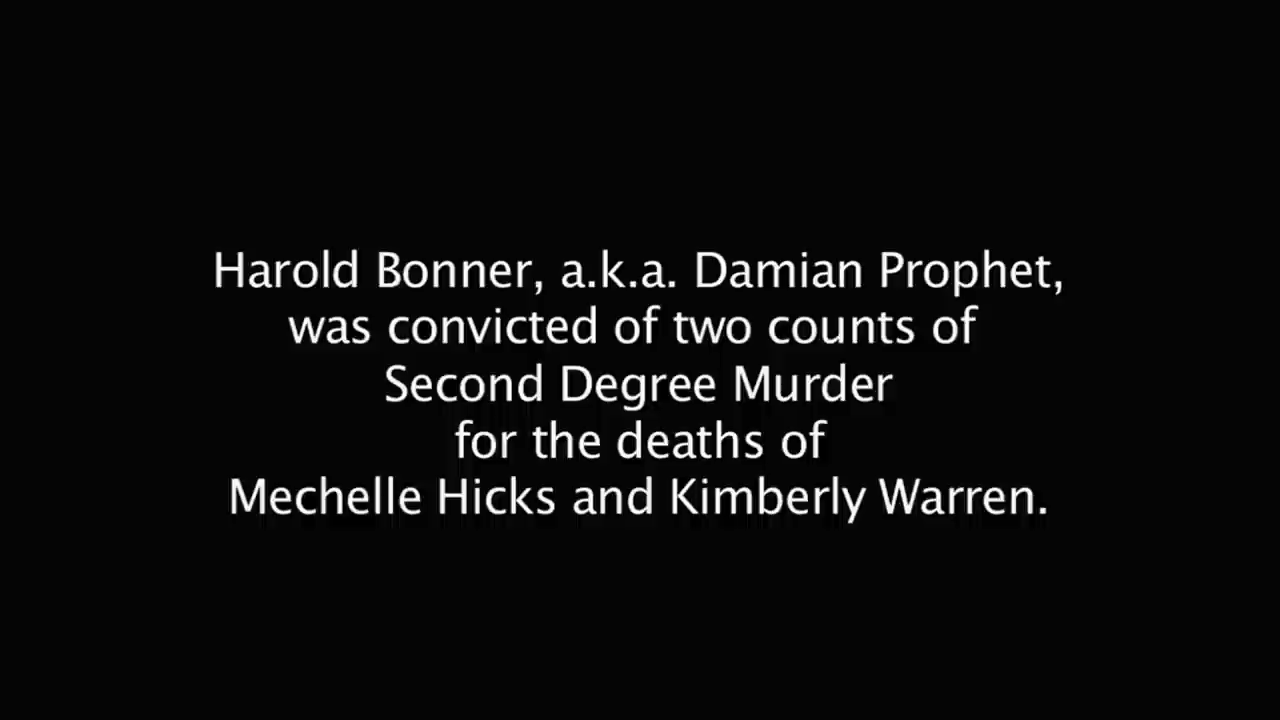 Harold Bonner, a.k.a. Damian Prophet,
was convicted of two counts of
Second Degree Murder
for the deaths of
Mechelle Hicks and Kimberly Warren.